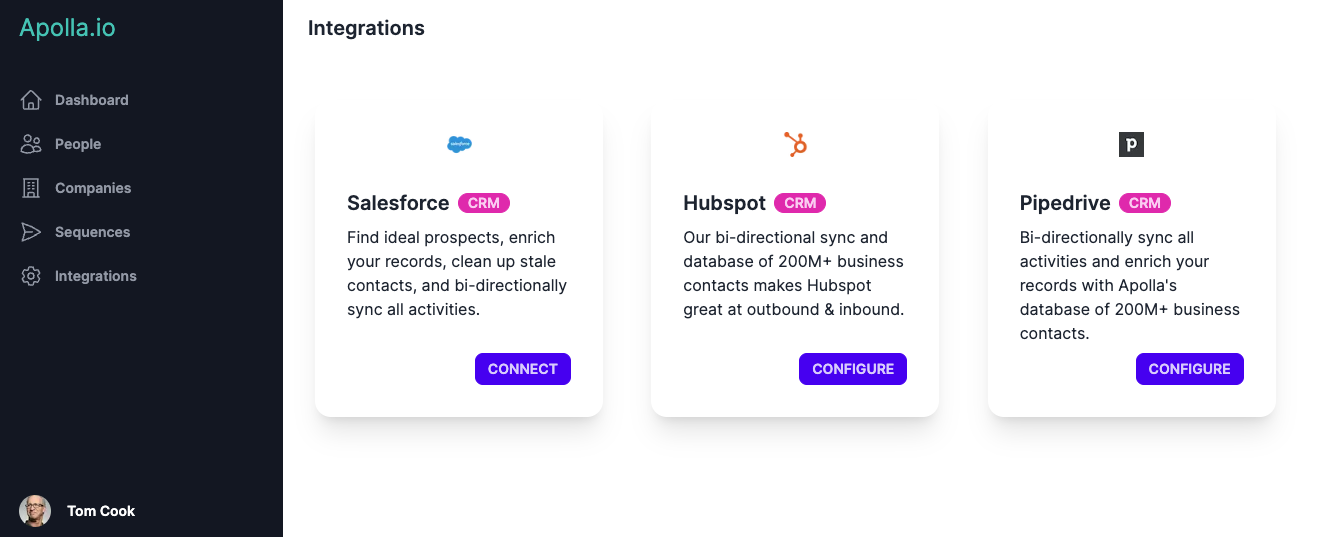 Apolla.io
Integrations
Dashboard
People
Companies
Sequences
Integrations
Tom Cook
salesforce
Salesforce CRM
Find ideal prospects, enrich
your records, clean up stale
contacts, and bi-directionally
sync all activities.
CONNECT
Hubspot CRM
Our bi-directional sync and
database of 200M+ business
contacts makes Hubspot
great at outbound & inbound.
CONFIGURE
p
Pipedrive CRM
Bi-directionally sync all
activities and enrich your
records with Apolla's
database of 200M+ business
contacts.
CONFIGURE